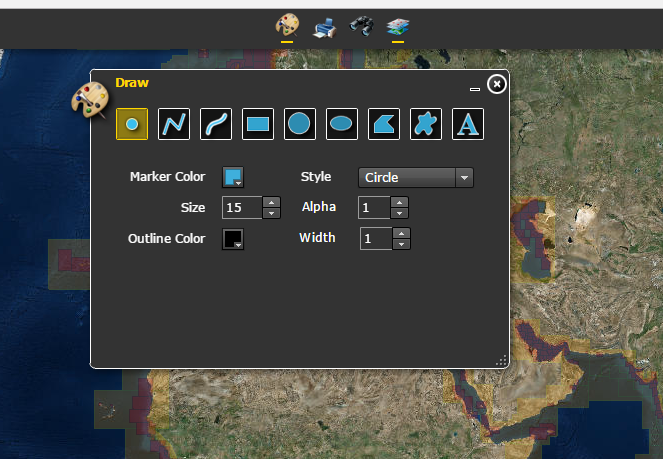 Draw
A
Marker Color
Style
Circle
Size
15
Alpha
1
Outline Color
Width
1